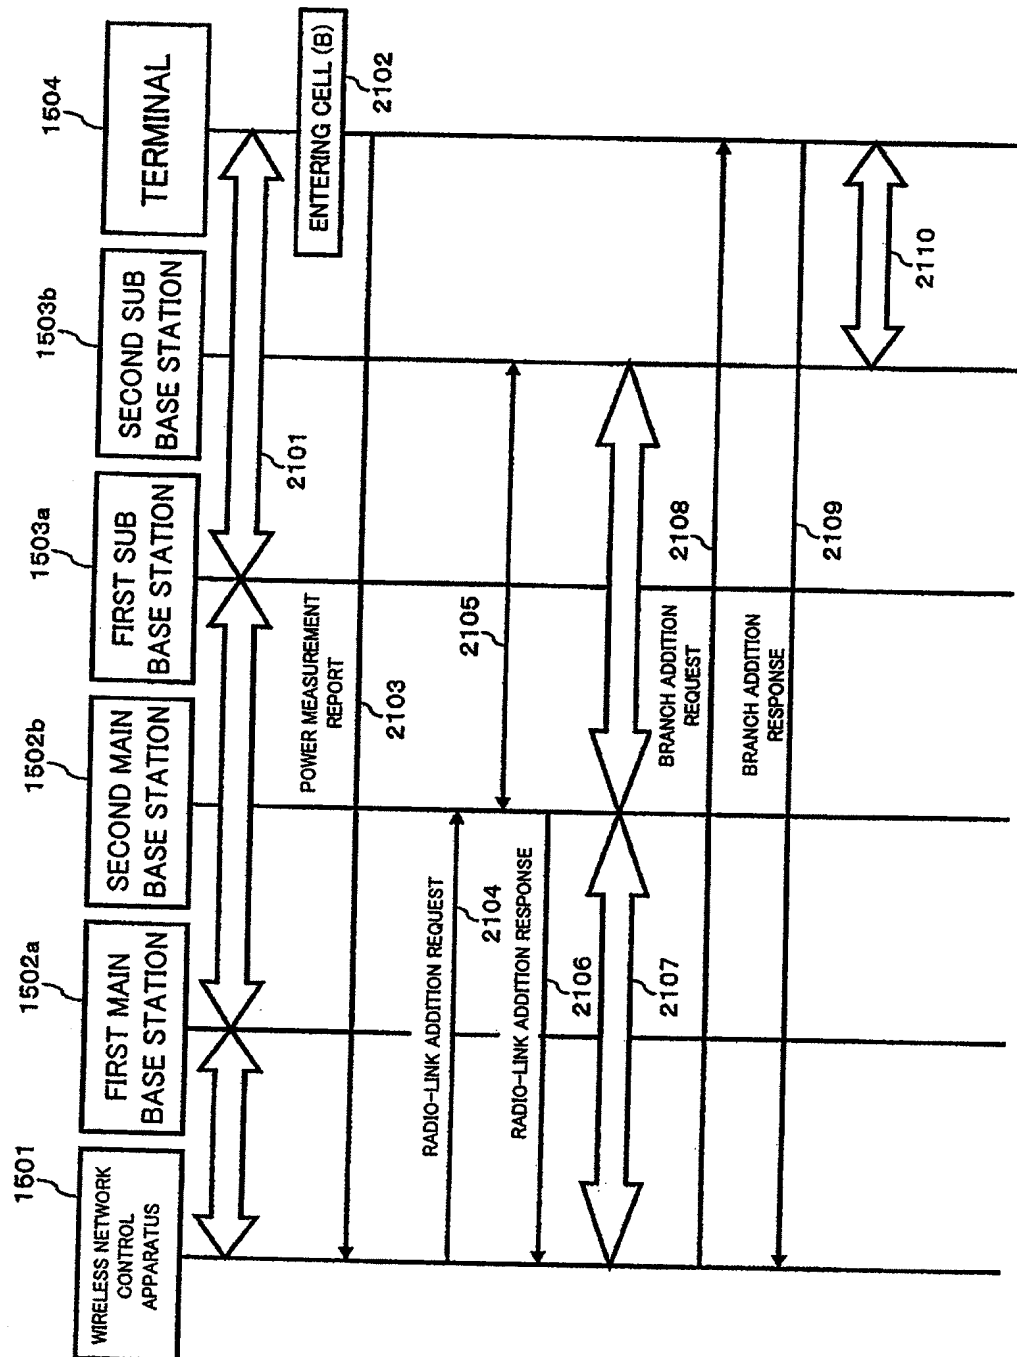 1501
WIRELESS NETWORK
CONTROL
APPARATUS
1502a
FIRST MAIN
BASE STATION
1502b
SECOND MAIN
BASE STATION
1503a
FIRST SUB
BASE STATION
1503b
SECOND SUB
BASE STATION
1504
TERMINAL
2101
ENTERING CELL (B)
2102
POWER MEASUREMENT
REPORT
2103
RADIO-LINK ADDITION REQUEST
2104
2105
RADIO-LINK ADDITION RESPONSE
2106
2107
BRANCH ADDITION
REQUEST
2108
BRANCH ADDITION
RESPONSE
2109
2110